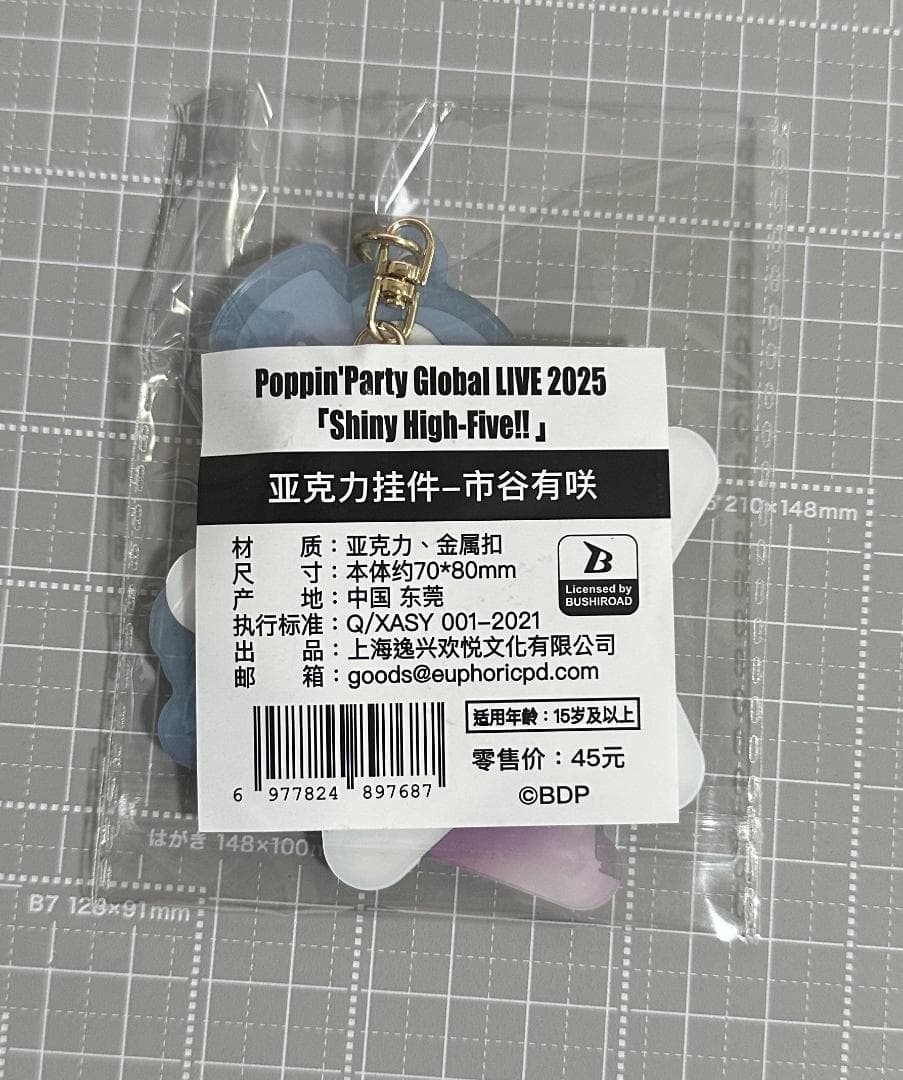 Poppin'Party Global LIVE 2025
「Shiny High-Five!! 」
亚克力挂件–市谷有咲
材 质：亚克力、金属扣
尺 寸：本体约70*80mm
产 地：中国 东莞
执行标准：Q/XASY 001–2021
出 品：上海逸兴欢悦文化有限公司
邮 箱：goods@euphoricpd.com
Licensed by
BUSHIROAD
适用年龄：15岁及以上
零售价：45元
©BDP
6 977824 897687
210×148mm
はがき 148×100
B7 128×91mm